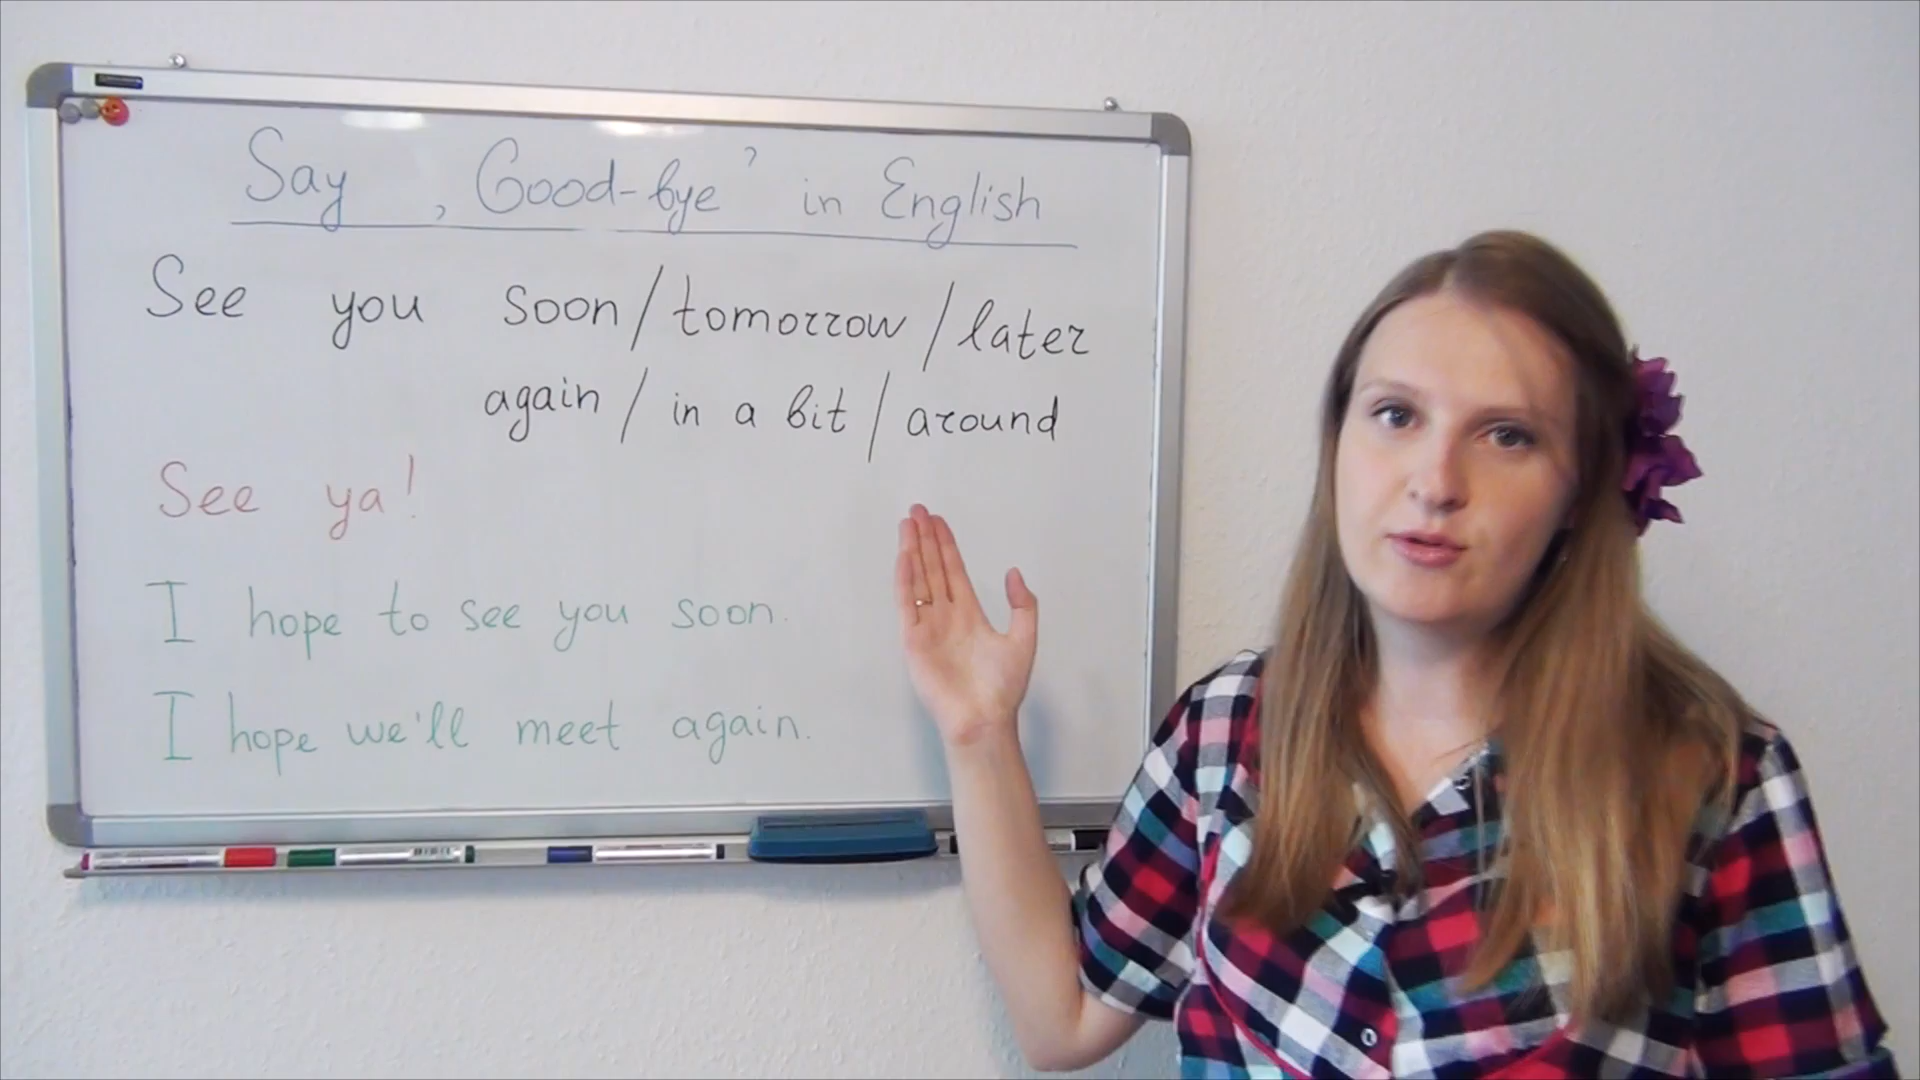 Say ‚Good-bye’ in English
See you soon/tomorrow/later
again/in a bit/around
See ya!
I hope to see you soon.
I hope we'll meet again.